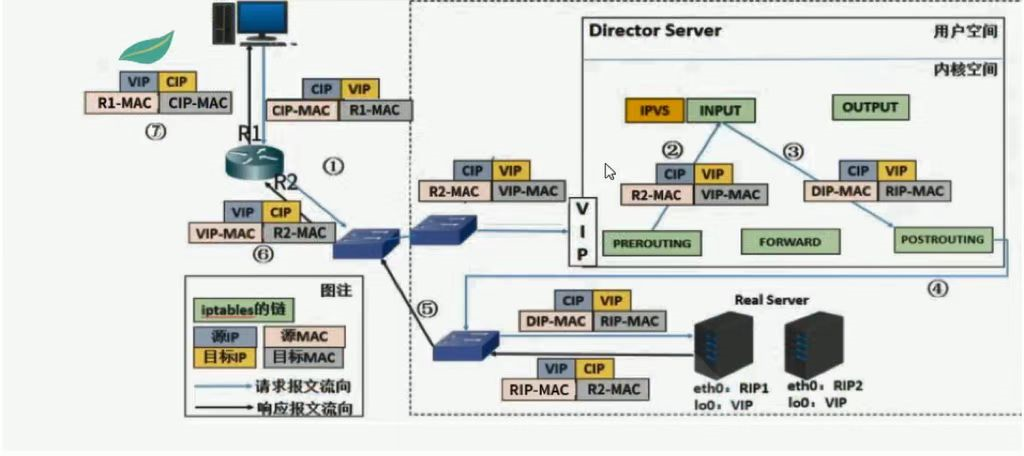 Director Server
用户空间
内核空间
IPVS INPUT
OUTPUT
VIP CIP
R1-MAC CIP-MAC
⑦
CIP VIP
CIP-MAC R1-MAC
R1
①
R2
VIP CIP
VIP-MAC R2-MAC
⑥
CIP VIP
R2-MAC VIP-MAC
②
CIP VIP
R2-MAC VIP-MAC
③
CIP VIP
DIP-MAC RIP-MAC
V
I
P
PREROUTING
FORWARD
POSTROUTING
④
⑤
CIP VIP
DIP-MAC RIP-MAC
VIP CIP
RIP-MAC R2-MAC
Real Server
eth0：RIP1
lo0：VIP
eth0：RIP2
lo0：VIP
图注
iptables的链
源IP 源MAC
目标IP 目标MAC
请求报文流向
响应报文流向